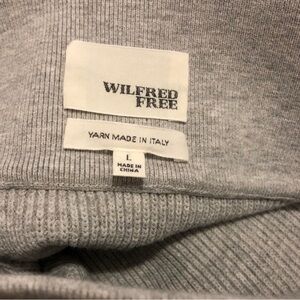 WILFRED
FREE
YARN MADE IN ITALY
L
MADE IN
CHINA